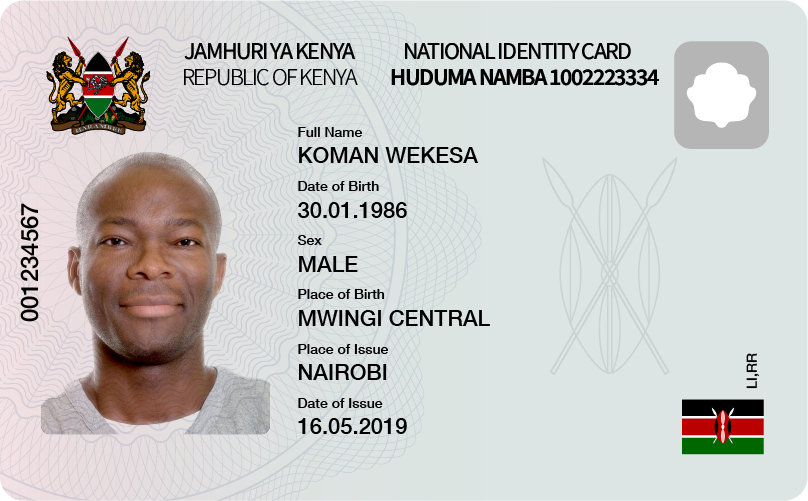 JAMHURI YA KENYA
REPUBLIC OF KENYA
NATIONAL IDENTITY CARD
HUDUMA NAMBA 1002223334
HARAMBEE
Full Name
KOMAN WEKESA
Date of Birth
30.01.1986
Sex
MALE
Place of Birth
MWINGI CENTRAL
Place of Issue
NAIROBI
Date of Issue
16.05.2019
001234567
LI,RR